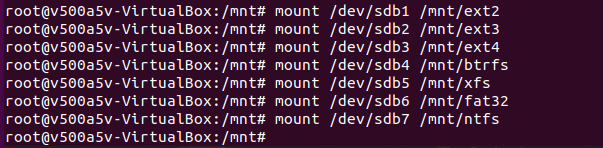 root@v500a5v-VirtualBox:/mnt# mount /dev/sdb1 /mnt/ext2
root@v500a5v-VirtualBox:/mnt# mount /dev/sdb2 /mnt/ext3
root@v500a5v-VirtualBox:/mnt# mount /dev/sdb3 /mnt/ext4
root@v500a5v-VirtualBox:/mnt# mount /dev/sdb4 /mnt/btrfs
root@v500a5v-VirtualBox:/mnt# mount /dev/sdb5 /mnt/xfs
root@v500a5v-VirtualBox:/mnt# mount /dev/sdb6 /mnt/fat32
root@v500a5v-VirtualBox:/mnt# mount /dev/sdb7 /mnt/ntfs
root@v500a5v-VirtualBox:/mnt#